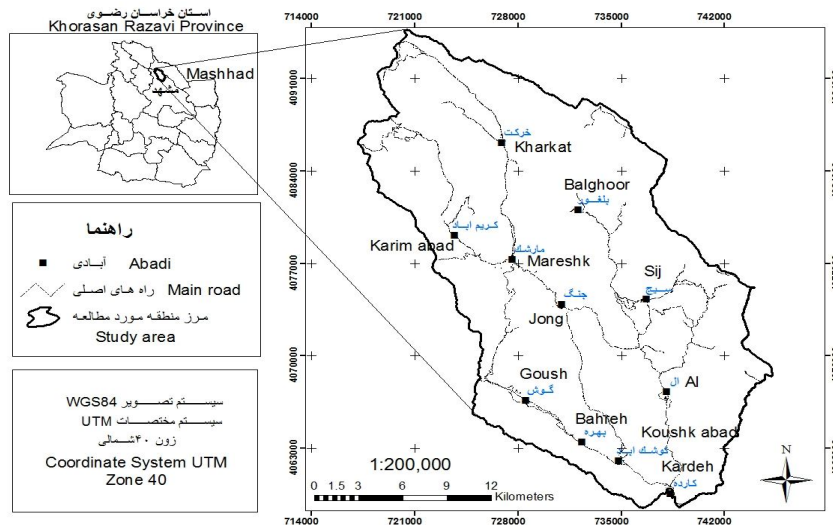 استان خراسان رضوی
Khorasan Razavi Province
Mashhad
مشهد
راهنما
آبادی Abadi
راه های اصلی Main road
مرز منطقه مورد مطالعه
Study area
سیستم تصویر WGS84
سیستم مختصات UTM
زون ۴۰شمالی
Coordinate System UTM
Zone 40
714000 721000 728000 735000 742000
4091000
4084000
4077000
4070000
4063000
خرکت
Kharkat
Balghoor
بلغور
کریم اباد
Karim abad
مارشک
Mareshk
Sij
سیج
جنگ
Jong
Goush
گوش
Al
ال
Bahreh
بهره
Koushk abad
کوشک اباد
Kardeh
کارده
1:200,000
0 1.5 3 6 9 12
Kilometers
N
714000 721000 728000 735000 742000